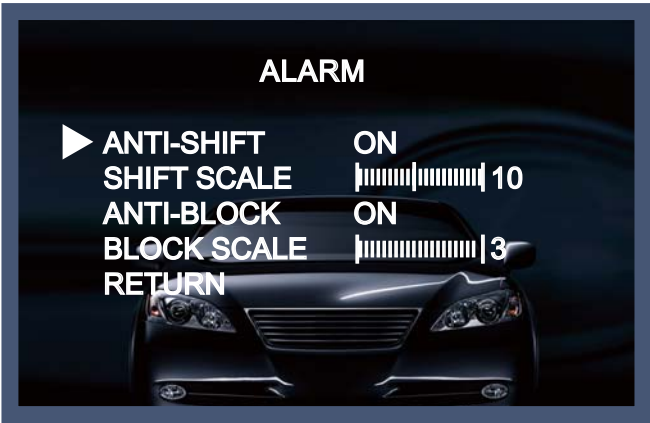 ALARM
ANTI-SHIFT ON
SHIFT SCALE 10
ANTI-BLOCK ON
BLOCK SCALE 3
RETURN